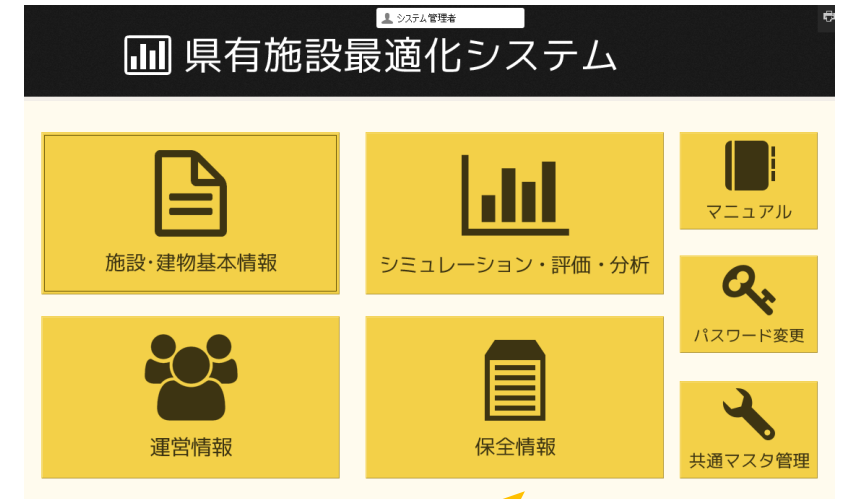 システム管理者
県有施設最適化システム
施設・建物基本情報
シミュレーション・評価・分析
マニュアル
パスワード変更
運営情報
保全情報
共通マスタ管理